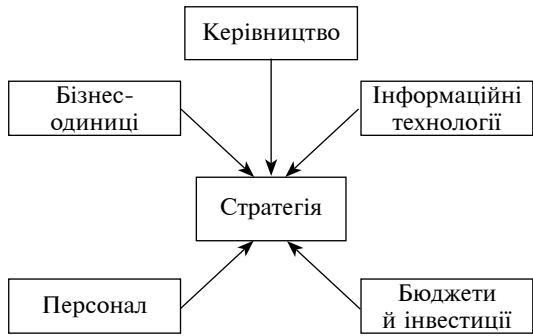 Керівництво
Бізнес-
одиниці
Інформаційні
технології
Стратегія
Персонал
Бюджети
й інвестиції